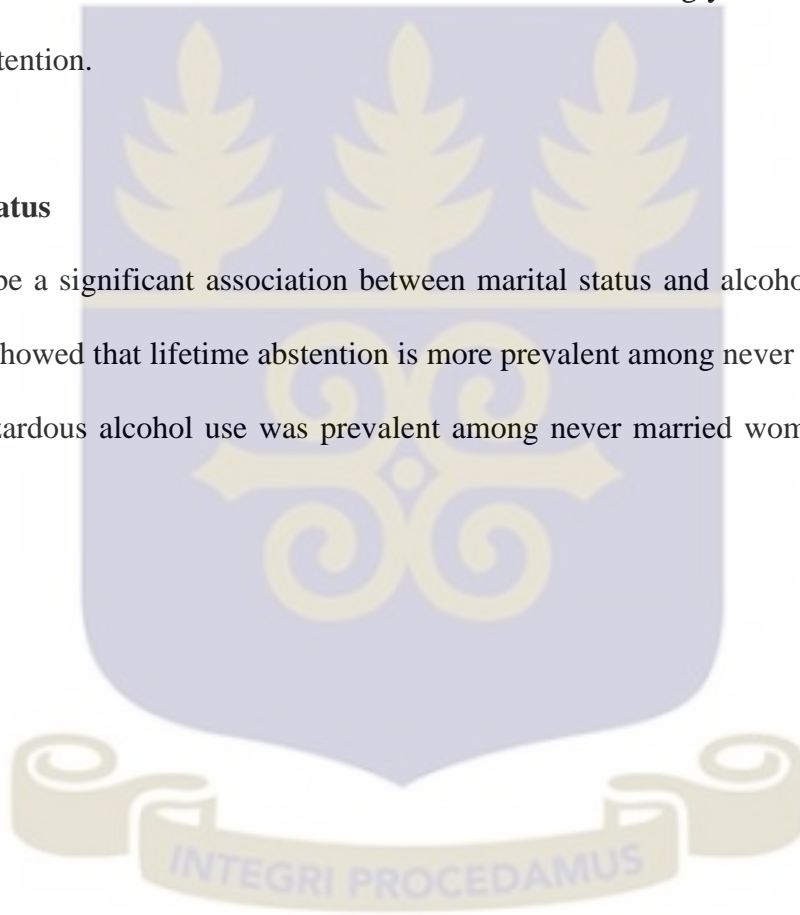 tention.
atus
be a significant association between marital status and alcoho
howed that lifetime abstention is more prevalent among never
zardous alcohol use was prevalent among never married wom
INTEGRI PROCEDAMUS